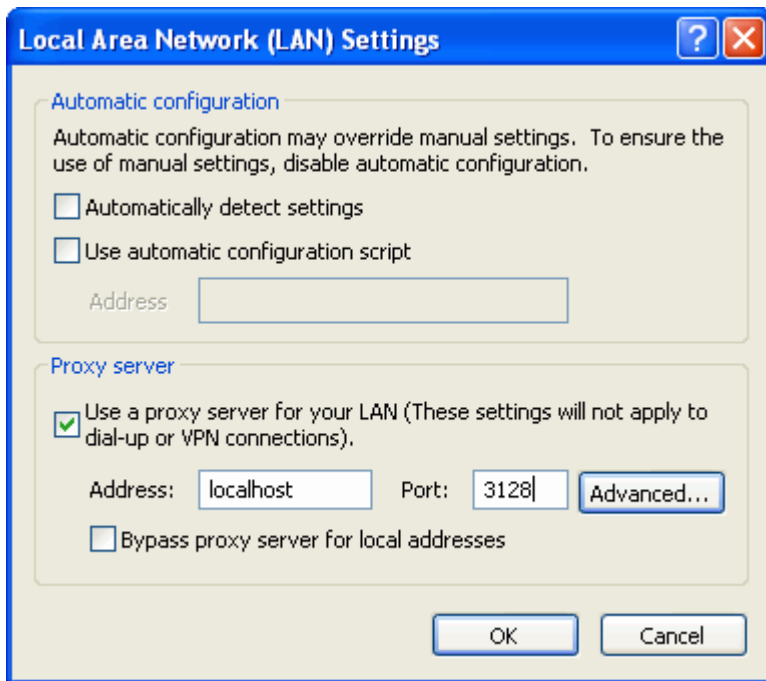 Local Area Network (LAN) Settings
Automatic configuration
Automatic configuration may override manual settings. To ensure the
use of manual settings, disable automatic configuration.
Automatically detect settings
Use automatic configuration script
Address
Proxy server
Use a proxy server for your LAN (These settings will not apply to
dial-up or VPN connections).
Address: localhost Port: 3128 Advanced...
Bypass proxy server for local addresses
OK Cancel